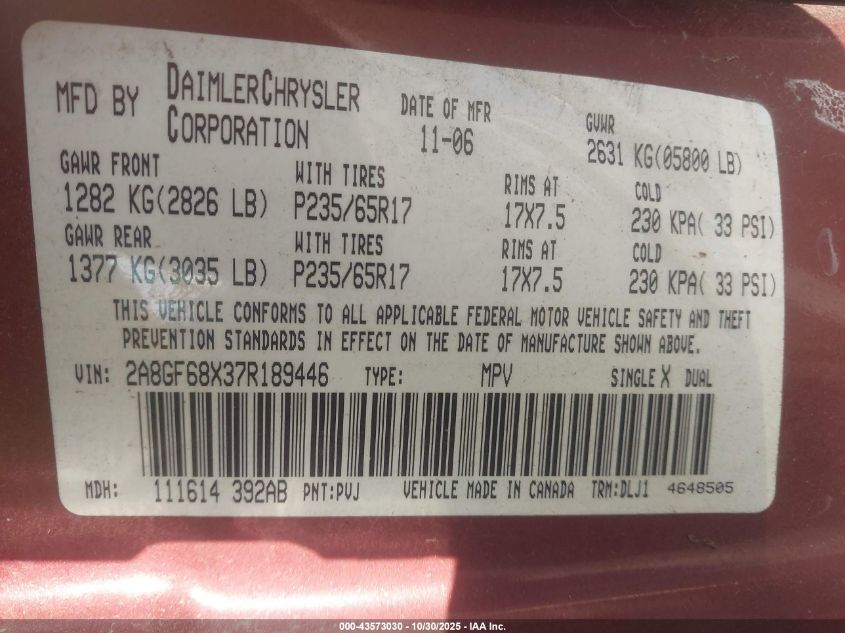 MFD BY DAIMLERCHRYSLER CORPORATION
DATE OF MFR 11-06
GVWR 2631 KG(05800 LB)
GAWR FRONT WITH TIRES RIMS AT COLD
1282 KG(2826 LB) P235/65R17 17X7.5 230 KPA( 33 PSI)
GAWR REAR WITH TIRES RIMS AT COLD
1377 KG(3035 LB) P235/65R17 17X7.5 230 KPA( 33 PSI)
THIS VEHICLE CONFORMS TO ALL APPLICABLE FEDERAL MOTOR VEHICLE SAFETY AND THEFT
PREVENTION STANDARDS IN EFFECT ON THE DATE OF MANUFACTURE SHOWN ABOVE.
VIN: 2A8GF68X37R189446 TYPE: MPV SINGLE X DUAL
MDH: 111614 392AB PNT:PVJ VEHICLE MADE IN CANADA TRM:DLJ1 4648505
000-43573030 - 10/30/2025 - IAA Inc.